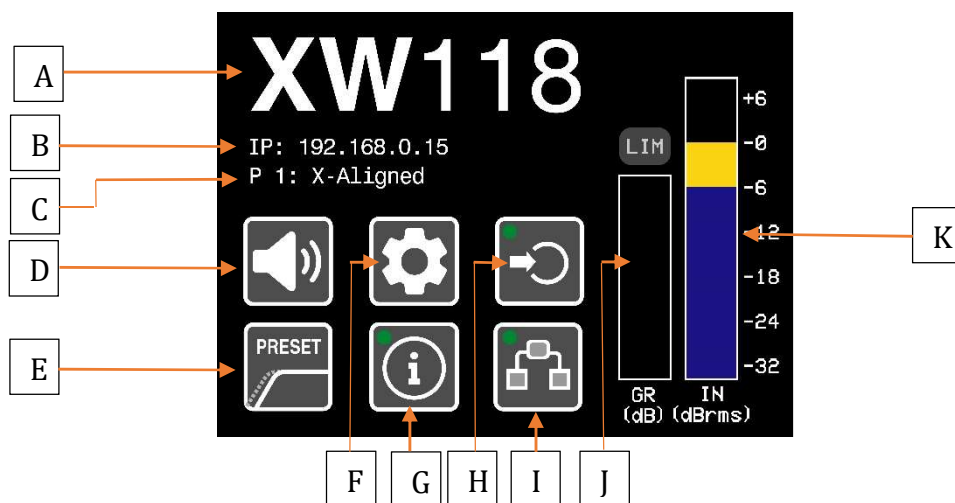 A
XW118
B
IP: 192.168.0.15
C
P 1: X-Aligned
LIM
+6
-0
-6
-12
-18
-24
-32
K
D
E
PRESET
i
GR
(dB)
IN
(dBrms)
F
G
H
I
J